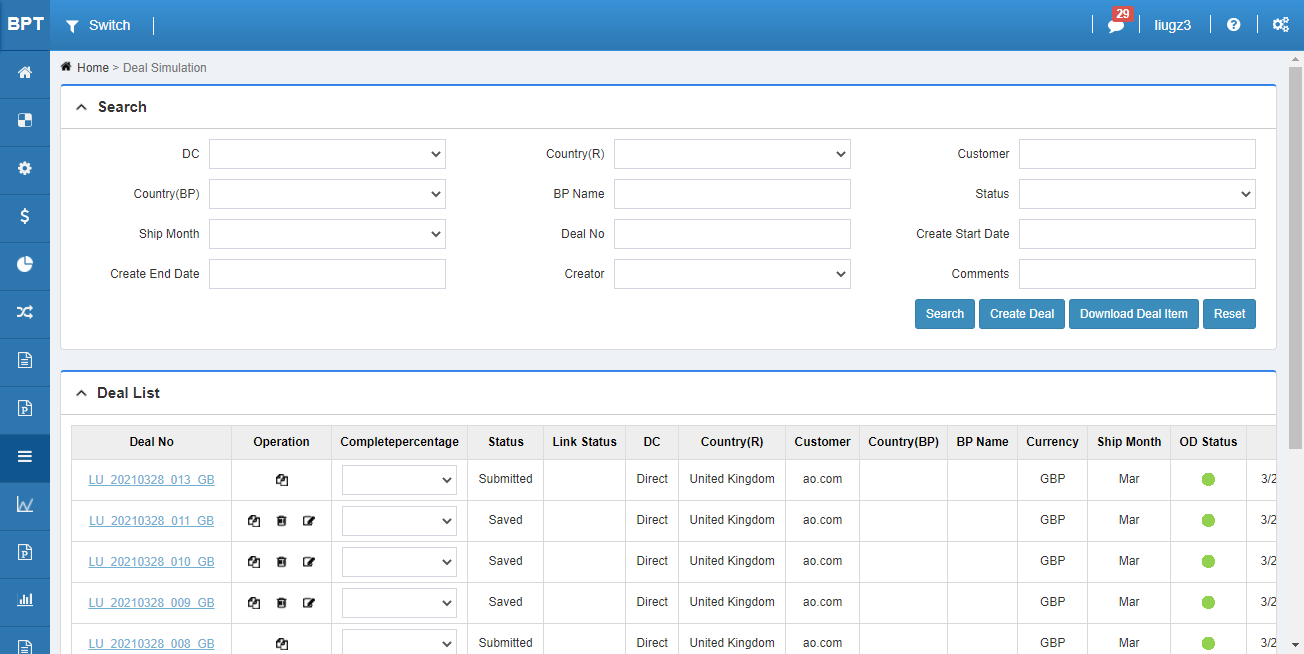 BPT Switch 29 liugz3
Home > Deal Simulation
Search
DC Country(R) Customer
Country(BP) BP Name Status
Ship Month Deal No Create Start Date
Create End Date Creator Comments
Search Create Deal Download Deal Item Reset
Deal List
Deal No Operation Completepercentage Status Link Status DC Country(R) Customer Country(BP) BP Name Currency Ship Month OD Status
LU_20210328_013_GB Submitted Direct United Kingdom ao.com GBP Mar 3/2
LU_20210328_011_GB Saved Direct United Kingdom ao.com GBP Mar 3/2
LU_20210328_010_GB Saved Direct United Kingdom ao.com GBP Mar 3/2
LU_20210328_009_GB Saved Direct United Kingdom ao.com GBP Mar 3/2
LU_20210328_008_GB Submitted Direct United Kingdom ao.com GBP Mar 3/2